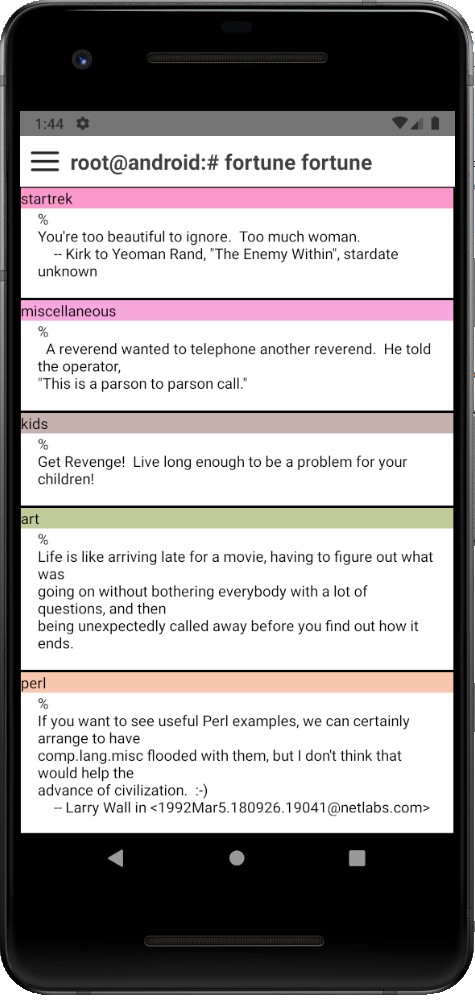 1:44
root@android:# fortune fortune
startrek
%
You're too beautiful to ignore.  Too much woman.
-- Kirk to Yeoman Rand, "The Enemy Within", stardate
unknown
miscellaneous
%
A reverend wanted to telephone another reverend.  He told
the operator,
"This is a parson to parson call."
kids
%
Get Revenge!  Live long enough to be a problem for your
children!
art
%
Life is like arriving late for a movie, having to figure out what
was
going on without bothering everybody with a lot of
questions, and then
being unexpectedly called away before you find out how it
ends.
perl
%
If you want to see useful Perl examples, we can certainly
arrange to have
comp.lang.misc flooded with them, but I don't think that
would help the
advance of civilization.  :-)
-- Larry Wall in <1992Mar5.180926.19041@netlabs.com>